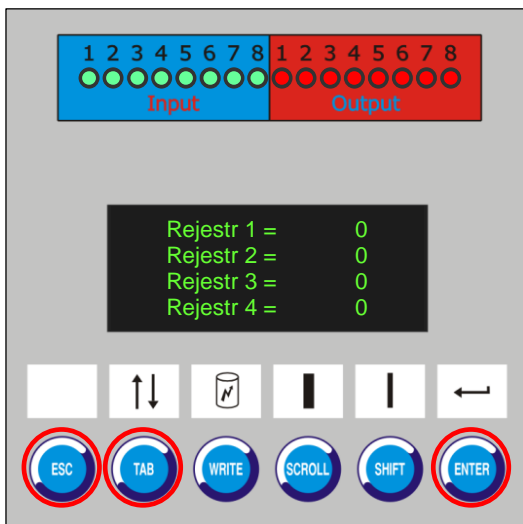 1 2 3 4 5 6 7 8 1 2 3 4 5 6 7 8
Input Output
Rejestr 1 = 0
Rejestr 2 = 0
Rejestr 3 = 0
Rejestr 4 = 0
ESC TAB WRITE SCROLL SHIFT ENTER